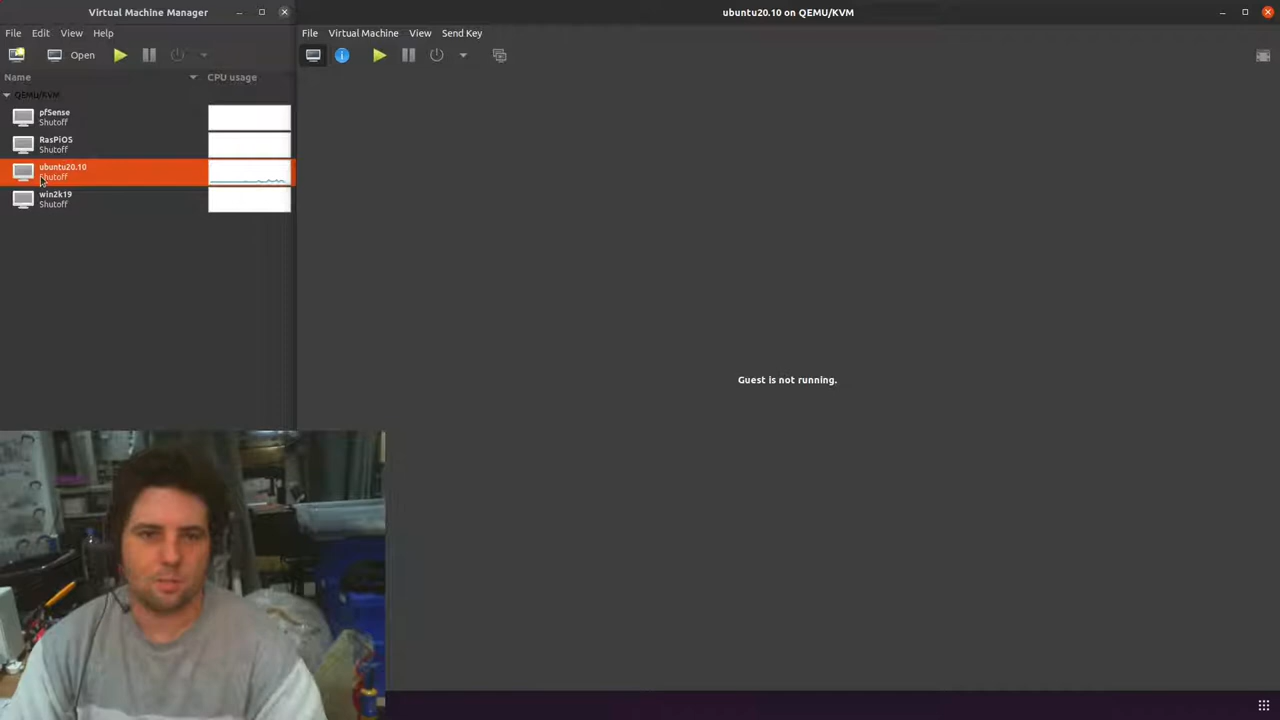 Virtual Machine Manager
File Edit View Help
Open
Name CPU usage
QEMU/KVM
pfSense
Shutoff
RasPiOS
Shutoff
ubuntu20.10
Shutoff
win2k19
Shutoff
ubuntu20.10 on QEMU/KVM
File Virtual Machine View Send Key
Guest is not running.